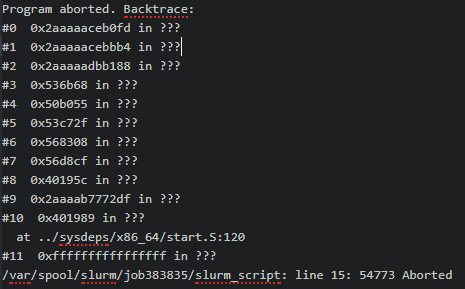 Program aborted. Backtrace:
#0  0x2aaaaaceb0fd in ???
#1  0x2aaaaacebbb4 in ???
#2  0x2aaaaadbb188 in ???
#3  0x536b68 in ???
#4  0x50b055 in ???
#5  0x53c72f in ???
#6  0x568308 in ???
#7  0x56d8cf in ???
#8  0x40195c in ???
#9  0x2aaaab7772df in ???
#10  0x401989 in ???
  at ../sysdeps/x86_64/start.S:120
#11  0xffffffffffffffff in ???
/var/spool/slurm/job383835/slurm_script: line 15: 54773 Aborted